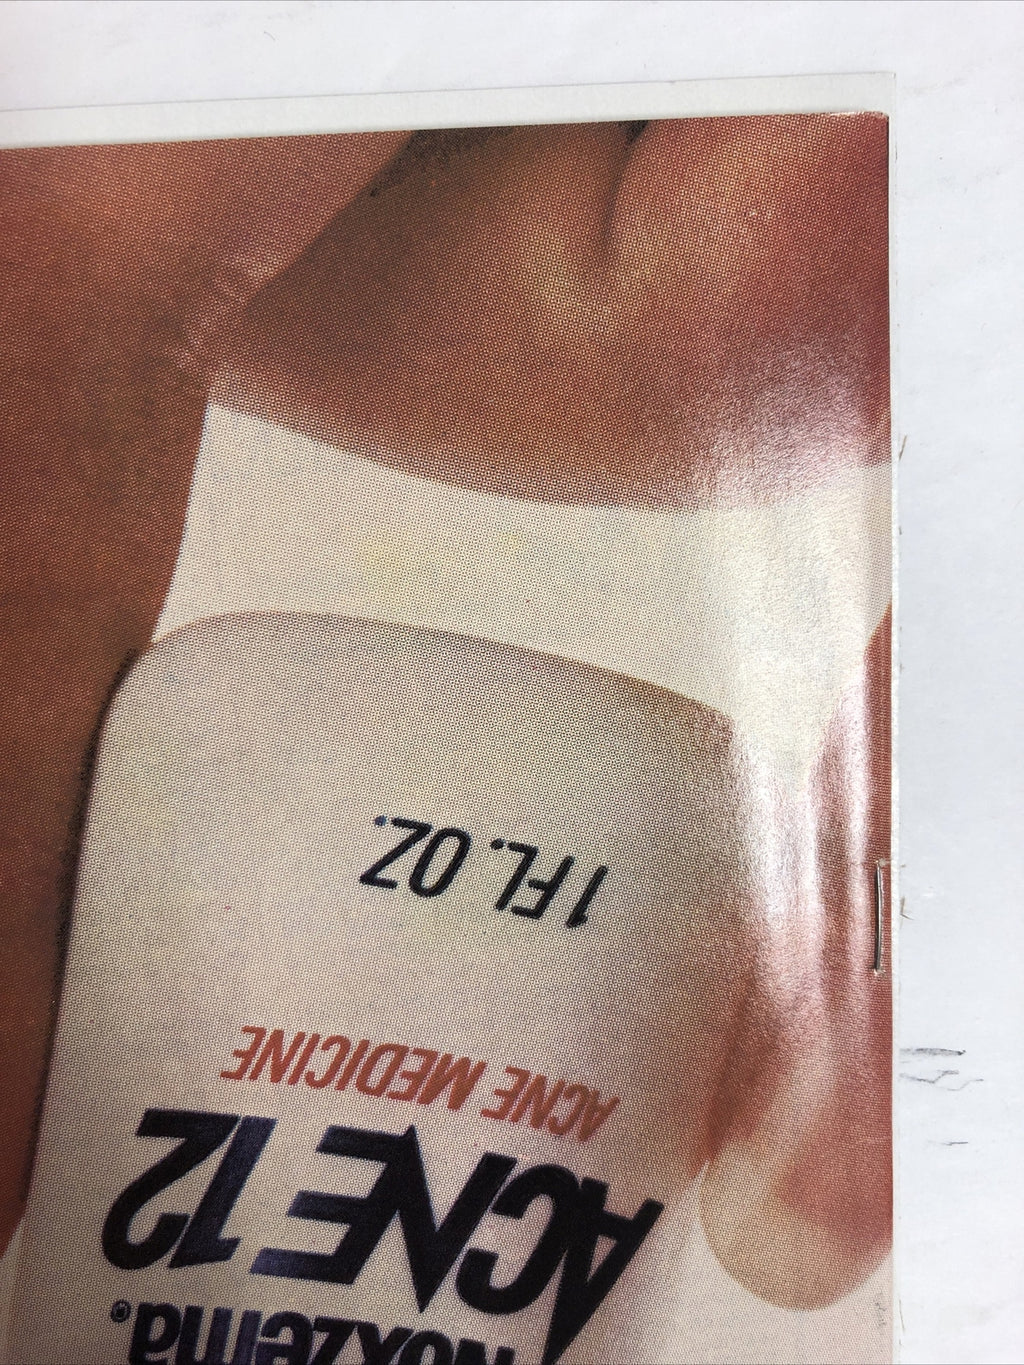 Noxzema®
ACNE 12
ACNE MEDICINE
1 FL. OZ.